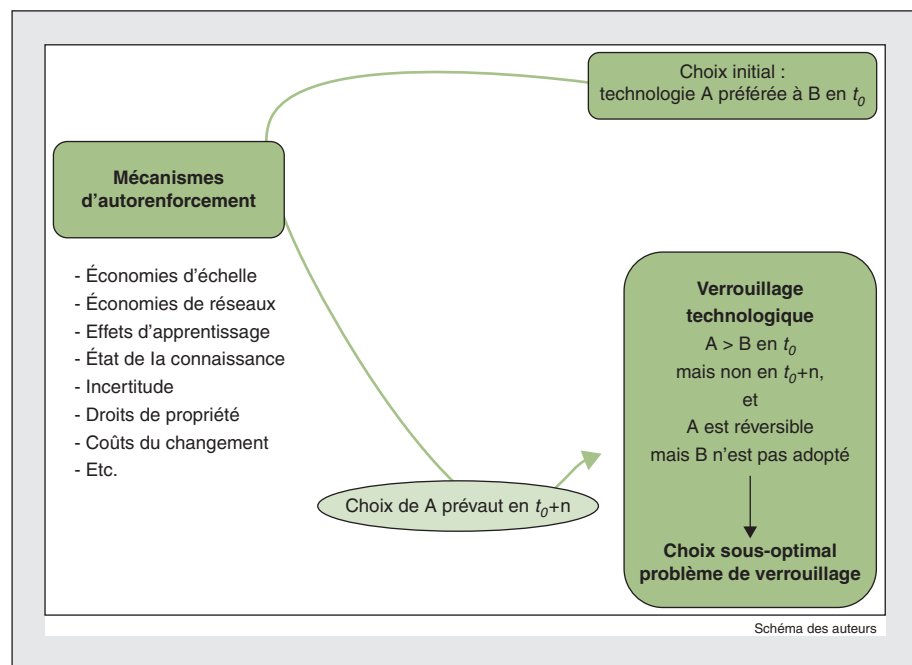 Choix initial :
technologie A préférée à B en t0
Mécanismes
d'autorenforcement
- Économies d'échelle
- Économies de réseaux
- Effets d'apprentissage
- État de la connaissance
- Incertitude
- Droits de propriété
- Coûts du changement
- Etc.
Choix de A prévaut en t0+n
Verrouillage
technologique
A > B en t0
mais non en t0+n,
et
A est réversible
mais B n'est pas adopté
Choix sous-optimal
problème de verrouillage
Schéma des auteurs